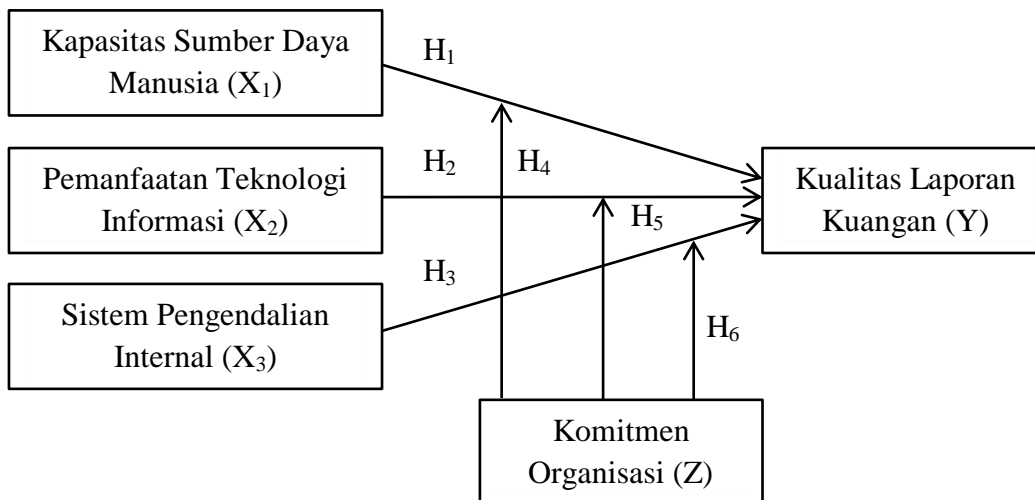 Kapasitas Sumber Daya
Manusia (X₁)
H₁
Pemanfaatan Teknologi
Informasi (X₂)
H₂
H₄
H₅
Kualitas Laporan
Kuangan (Y)
H₃
Sistem Pengendalian
Internal (X₃)
H₆
Komitmen
Organisasi (Z)